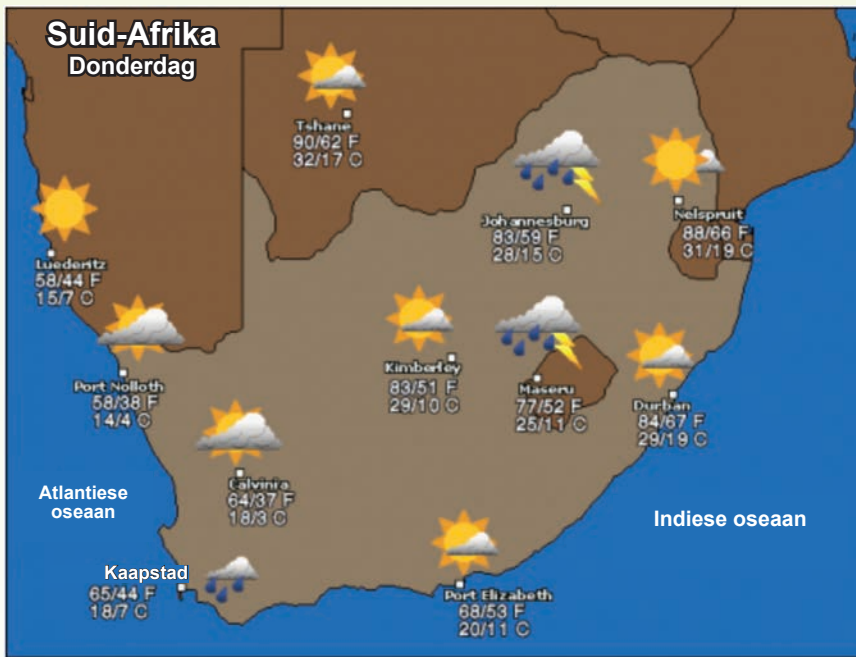 Suid-Afrika
Donderdag
Tshane
90/62 F
32/17 C
Johannesburg
83/59 F
28/15 C
Nelspruit
88/66 F
31/19 C
Luederitz
58/44 F
15/7 C
Port Nolloth
58/38 F
14/4 C
Kimberley
83/51 F
29/10 C
Maseru
77/52 F
25/11 C
Durban
84/67 F
29/19 C
Calvinia
64/37 F
18/3 C
Atlantiese
oseaan
Indiese oseaan
Kaapstad
65/44 F
18/7 C
Port Elizabeth
68/53 F
20/11 C